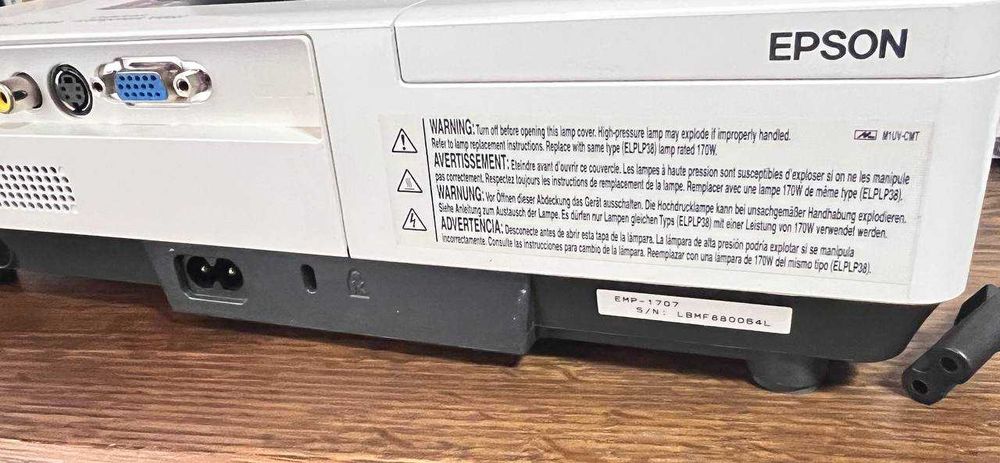 EPSON
WARNING: Turn off before opening this lamp cover. High-pressure lamp may explode if improperly handled.
Refer to lamp replacement instructions. Replace with same type (ELPLP38) lamp rated 170W.
AVERTISSEMENT: Eteindre avant d'ouvrir ce couvercle. Les lampes à haute pression sont susceptibles d'exploser si on ne les manipule
pas correctement. Respectez toujours les instructions de remplacement de la lampe. Remplacer avec une lampe 170W de même type (ELPLP38).
WARNUNG: Vor Öffnen dieser Abdeckung das Gerät ausschalten. Die Hochdrucklampe kann bei unsachgemäßer Handhabung explodieren.
Siehe Anleitung zum Austausch der Lampe. Es dürfen nur Lampen gleichen Typs (ELPLP38) mit einer Leistung von 170W verwendet werden.
ADVERTENCIA: Desconecte antes de abrir esta tapa de la lámpara. La lámpara de alta presión podría explotar si se manipula
incorrectamente. Consulte las instrucciones para cambio de la lámpara. Reemplazar con una lámpara de 170W del mismo tipo (ELPLP38).
M1UV-CMT
EMP-1707
S/N: LBMF680064L